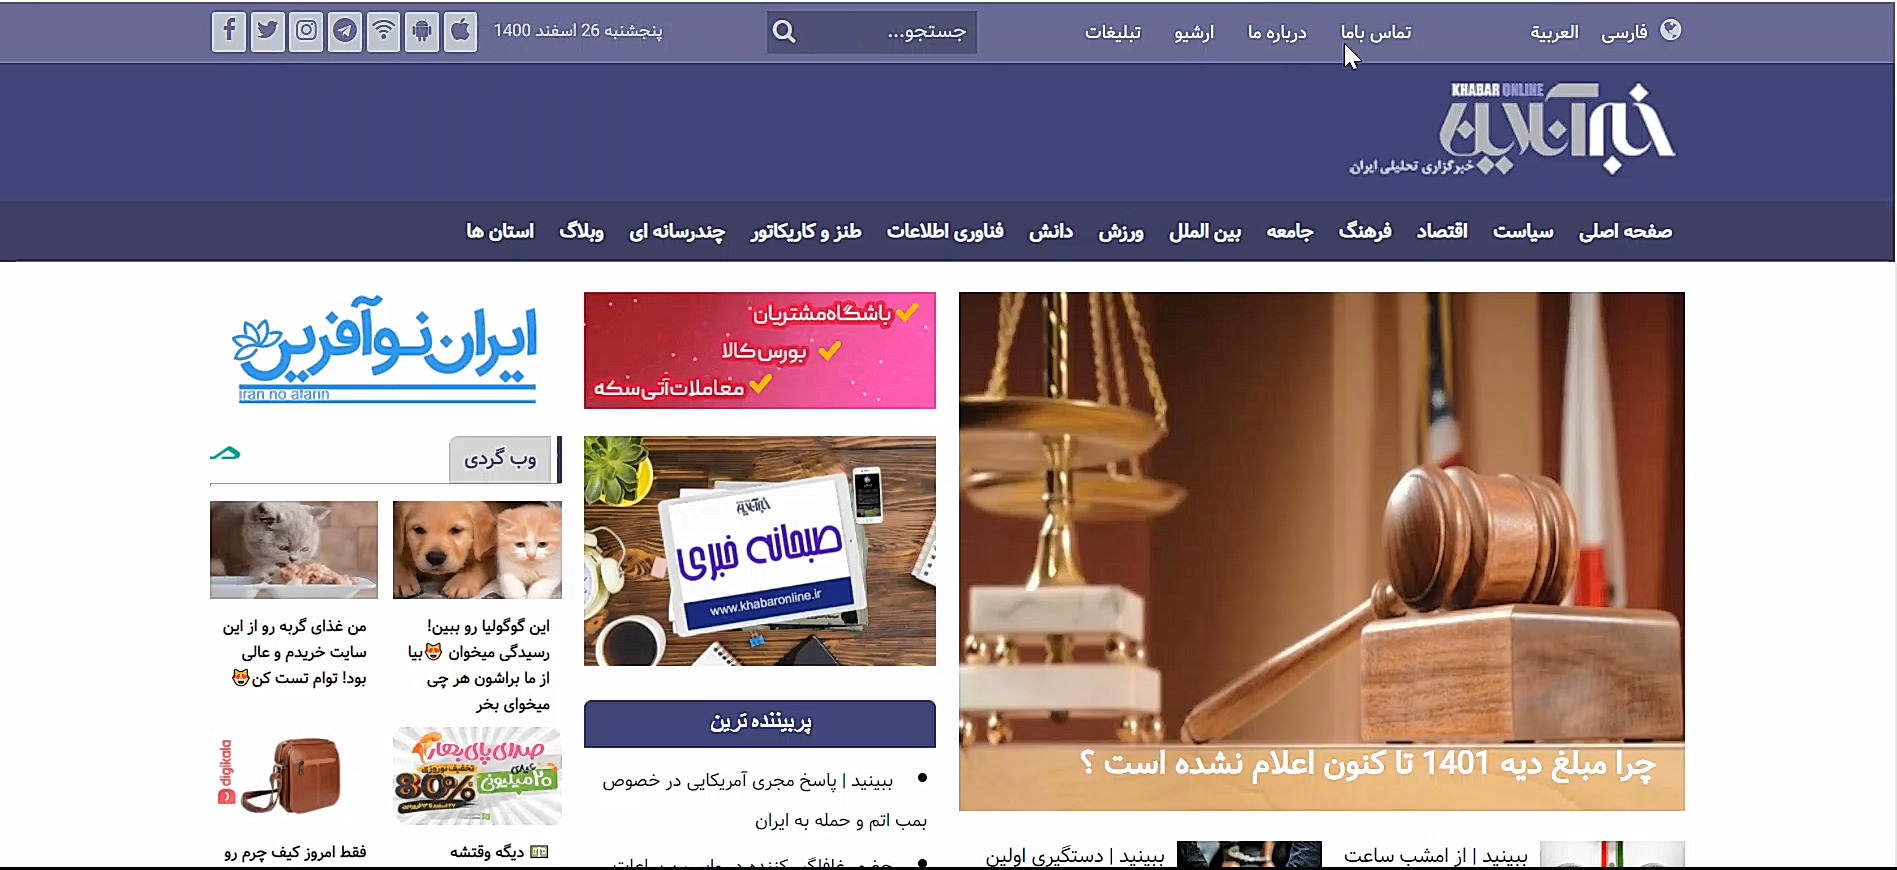 فارسی
العربية
تماس باما
درباره ما
ارشیو
تبلیغات
جستجو...
پنجشنبه 26 اسفند 1400
KHABAR ONLINE
خبرآنلاین
خبرگزاری تحلیلی ایران
صفحه اصلی
سیاست
اقتصاد
فرهنگ
جامعه
بین الملل
ورزش
دانش
فناوری اطلاعات
طنز و کاریکاتور
چندرسانه ای
وبلاگ
استان ها
چرا مبلغ دیه 1401 تا کنون اعلام نشده است ؟
ببینید | از امشب ساعت
ببینید | دستگیری اولین
باشگاه مشتریان
بورس کالا
معاملات آتی سکه
خبرآنلاین
صبحانه خبری
www.khabaronline.ir
پربیننده ترین
ببینید | پاسخ مجری آمریکایی در خصوص
بمب اتم و حمله به ایران
ایران نوآفرین
iran no afarin
وب گردی
این گوگولیا رو ببین!
رسیدگی میخوان 😻بیا
از ما براشون هر چی
میخوای بخر
من غذای گربه رو از این
سایت خریدم و عالی
بود! توام تست کن😻
صدای پای بهار
تخفیف نوروزی
80%
۲۰ میلیون
digikala
💵 دیگه وقتشه
فقط امروز کیف چرم رو